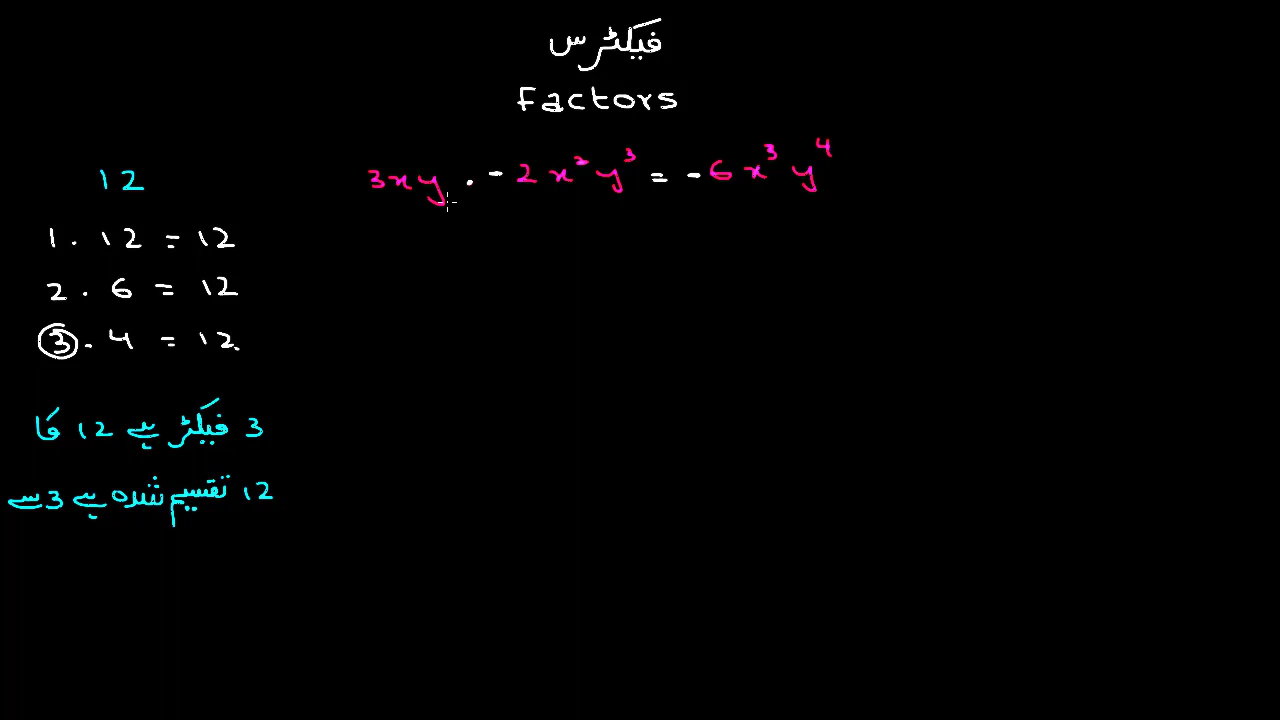 فیکٹرس
Factors
12
3xy · -2x²y³ = -6x³y⁴
1 · 12 = 12
2 · 6 = 12
3 · 4 = 12
3 فیکٹر ہے 12 کا
12 تقسیم شدہ ہے 3 سے